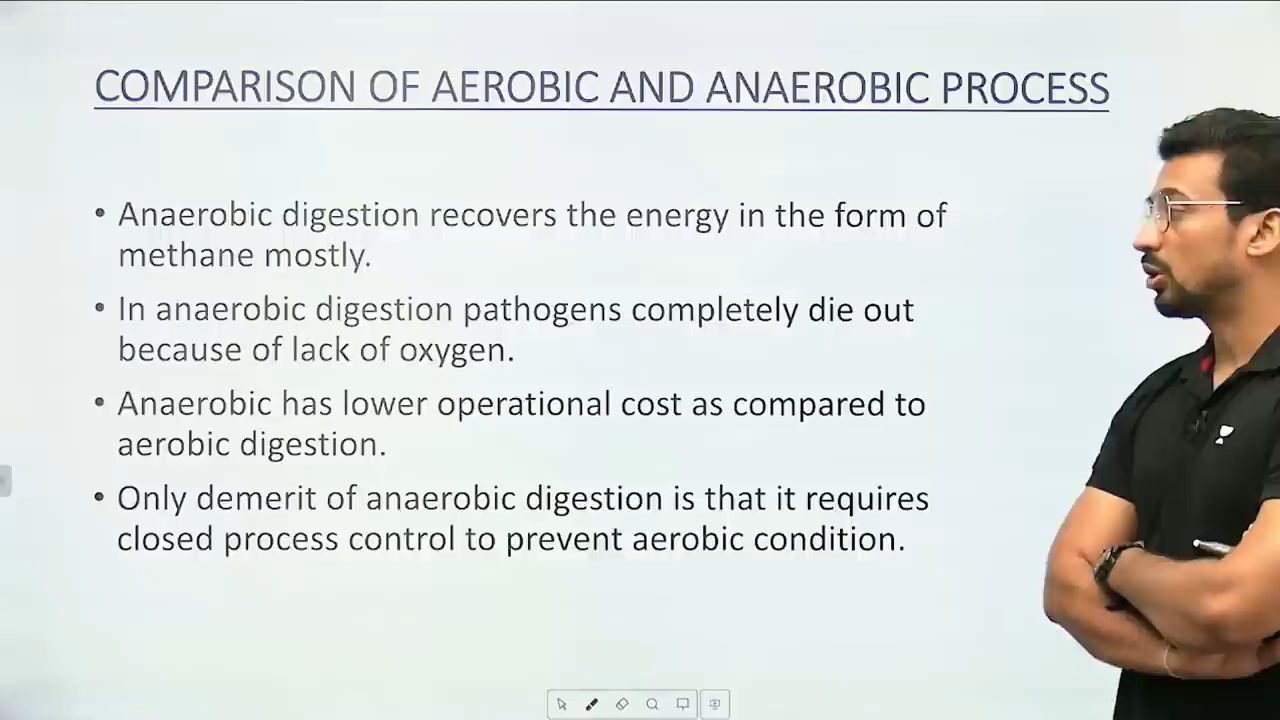 COMPARISON OF AEROBIC AND ANAEROBIC PROCESS
• Anaerobic digestion recovers the energy in the form of
methane mostly.
• In anaerobic digestion pathogens completely die out
because of lack of oxygen.
• Anaerobic has lower operational cost as compared to
aerobic digestion.
• Only demerit of anaerobic digestion is that it requires
closed process control to prevent aerobic condition.